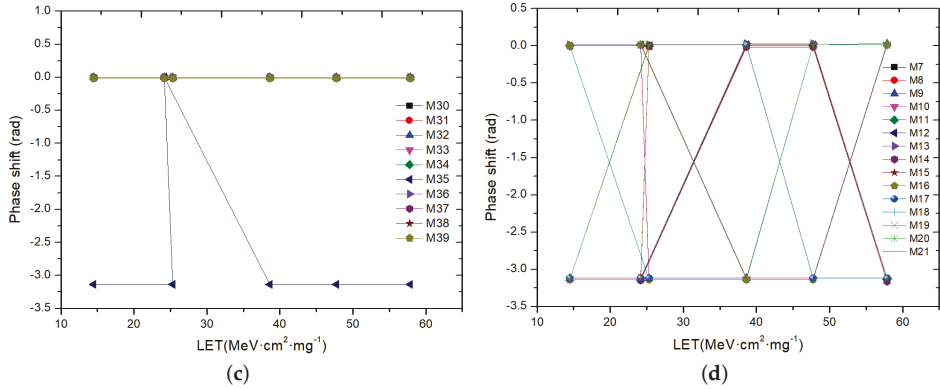 1.0
0.5
0.0
-0.5
-1.0
-1.5
-2.0
-2.5
-3.0
-3.5
Phase shift (rad)
M30
M31
M32
M33
M34
M35
M36
M37
M38
M39
10 20 30 40 50 60
LET(MeV·cm²·mg⁻¹)
(c)
0.5
0.0
-0.5
-1.0
-1.5
-2.0
-2.5
-3.0
-3.5
Phase shift (rad)
M7
M8
M9
M10
M11
M12
M13
M14
M15
M16
M17
M18
M19
M20
M21
10 20 30 40 50 60
LET(MeV·cm²·mg⁻¹)
(d)